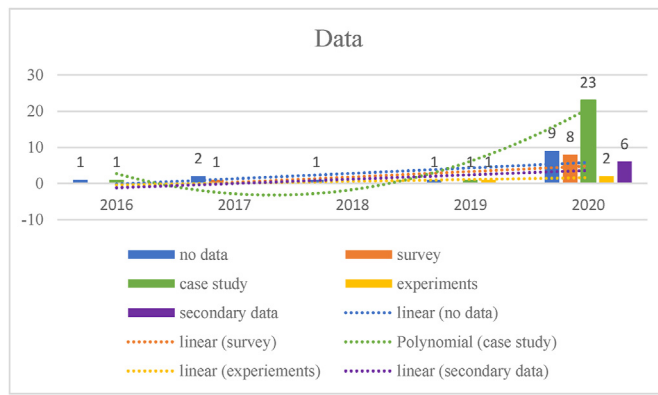 Data
30
23
20
9
8
10
6
2
2
1
1
1
1
1
1
1
0
2016
2017
2018
2019
2020
-10
no data
survey
case study
experiments
secondary data
linear (no data)
linear (survey)
Polynomial (case study)
linear (experiements)
linear (secondary data)